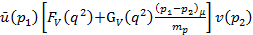 ū(p₁) [F_V(q²)+G_V(q²) (p₁−p₂)_μ / m_p] v(p₂)